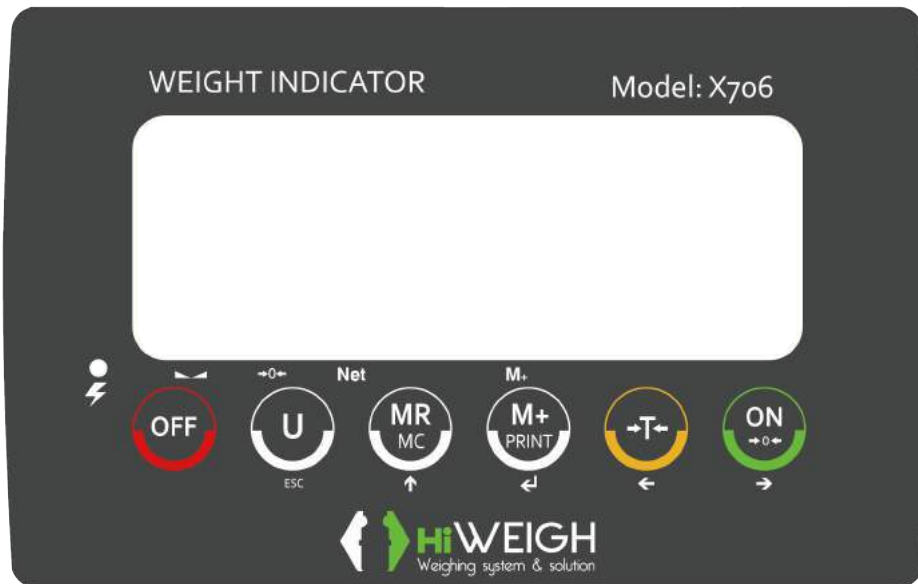 WEIGHT INDICATOR Model: X706
→0← Net M+
OFF U MR M+ →T← ON
MC PRINT →0←
ESC ↑ ↵ ← →
HiWEIGH
Weighing system & solution